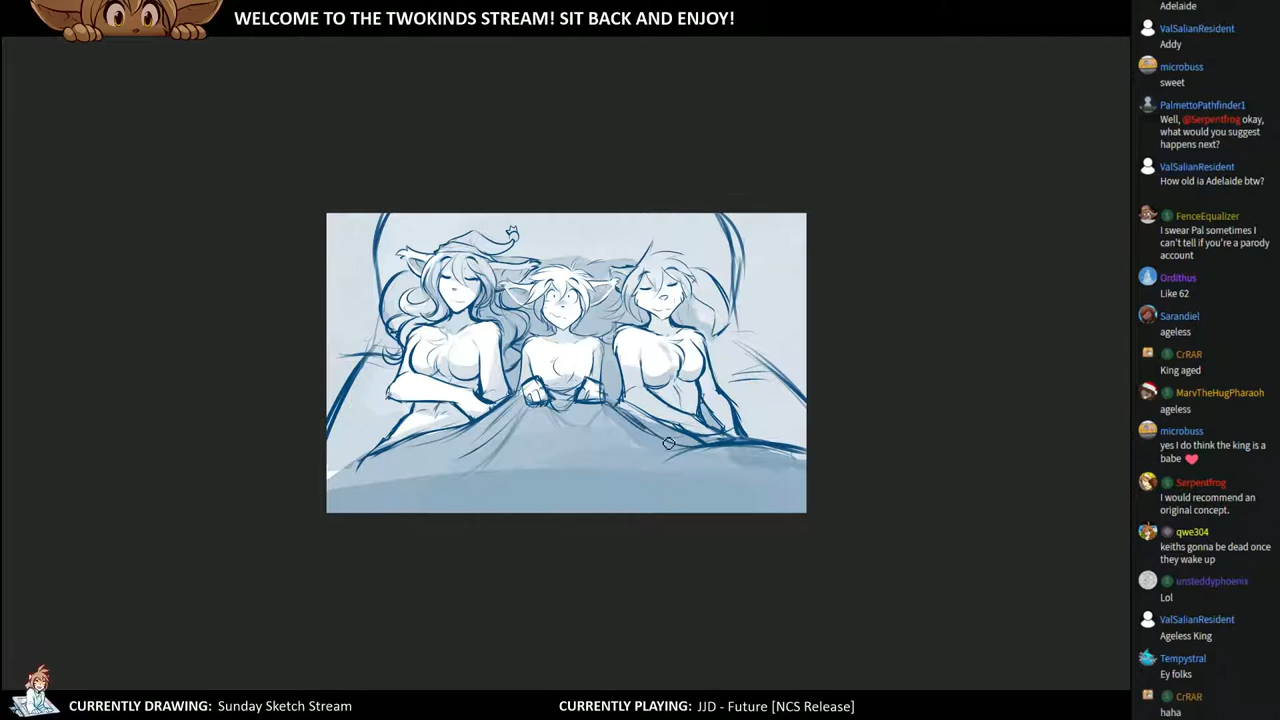 WELCOME TO THE TWOKINDS STREAM! SIT BACK AND ENJOY!
Adelaide
ValSalianResident
Addy
microbuss
sweet
PalmettoPathfinder1
Well, @Serpentfrog okay,
what would you suggest
happens next?
ValSalianResident
How old ia Adelaide btw?
FenceEqualizer
I swear Pal sometimes I
can't tell if you're a parody
account
Ordithus
Like 62
Sarandiel
ageless
CrRAR
King aged
MarvTheHugPharaoh
ageless
microbuss
yes I do think the king is a
babe
Serpentfrog
I would recommend an
original concept.
qwe304
keiths gonna be dead once
they wake up
unsteddyphoenix
Lol
ValSalianResident
Ageless King
Tempystral
Ey folks
CrRAR
haha
CURRENTLY DRAWING: Sunday Sketch Stream
CURRENTLY PLAYING: JJD - Future [NCS Release]